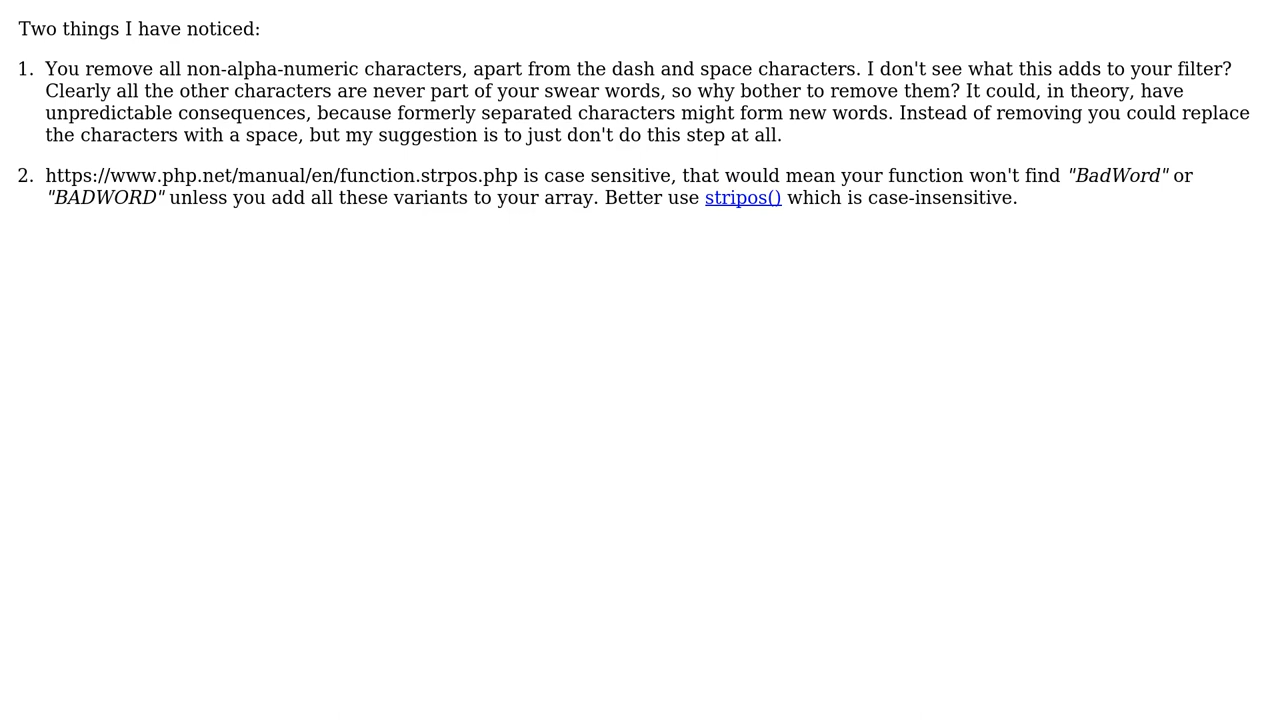 Two things I have noticed:
1. You remove all non-alpha-numeric characters, apart from the dash and space characters. I don't see what this adds to your filter?
Clearly all the other characters are never part of your swear words, so why bother to remove them? It could, in theory, have
unpredictable consequences, because formerly separated characters might form new words. Instead of removing you could replace
the characters with a space, but my suggestion is to just don't do this step at all.
2. https://www.php.net/manual/en/function.strpos.php is case sensitive, that would mean your function won't find "BadWord" or
"BADWORD" unless you add all these variants to your array. Better use stripos() which is case-insensitive.